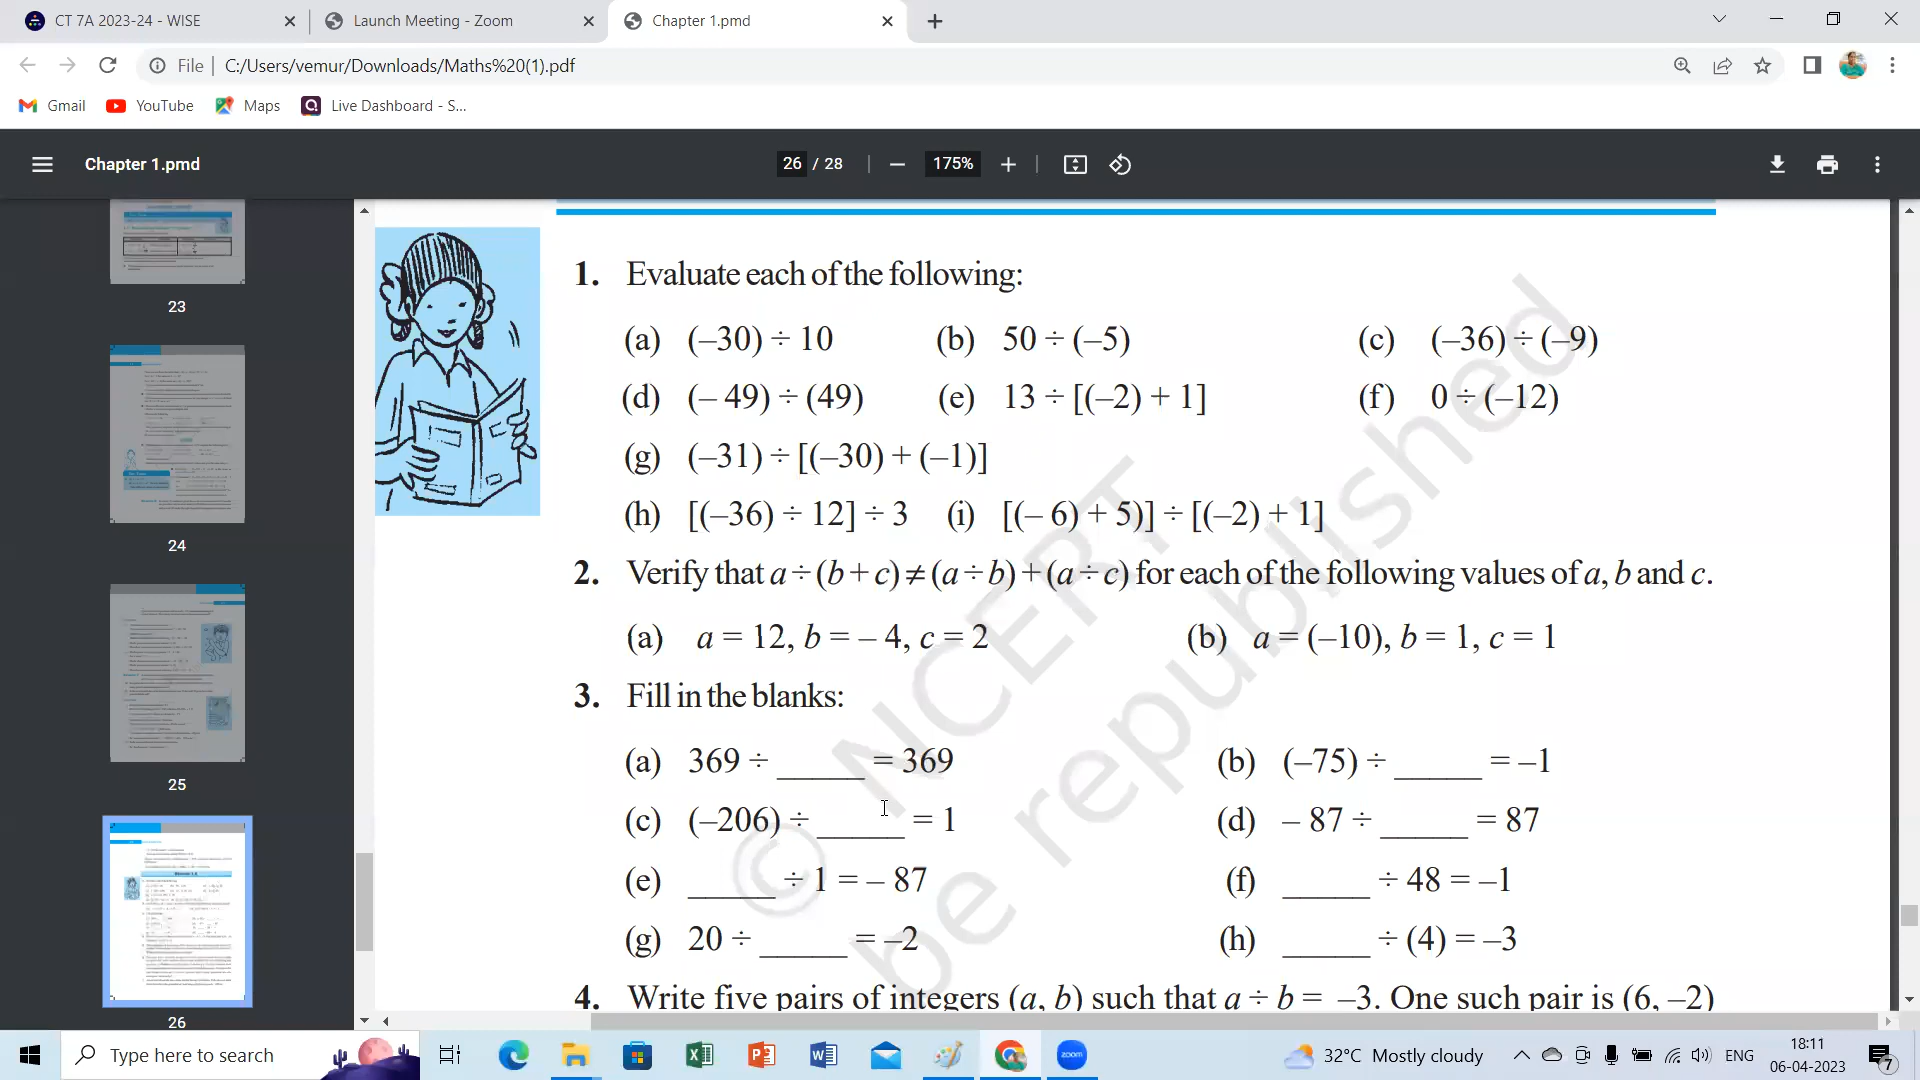 CT 7A 2023-24 - WISE
Launch Meeting - Zoom
Chapter 1.pmd
File C:/Users/vemur/Downloads/Maths%20(1).pdf
Gmail YouTube Maps Live Dashboard - S...
Chapter 1.pmd 26 / 28 175%
23
24
25
26
1. Evaluate each of the following:
(a) (–30) ÷ 10 (b) 50 ÷ (–5) (c) (–36) ÷ (–9)
(d) (– 49) ÷ (49) (e) 13 ÷ [(–2) + 1] (f) 0 ÷ (–12)
(g) (–31) ÷ [(–30) + (–1)]
(h) [(–36) ÷ 12] ÷ 3 (i) [(– 6) + 5)] ÷ [(–2) + 1]
2. Verify that a ÷ (b + c) ≠ (a ÷ b) + (a ÷ c) for each of the following values of a, b and c.
(a) a = 12, b = – 4, c = 2 (b) a = (–10), b = 1, c = 1
3. Fill in the blanks:
(a) 369 ÷ _____ = 369 (b) (–75) ÷ _____ = –1
(c) (–206) ÷ _____ = 1 (d) – 87 ÷ _____ = 87
(e) _____ ÷ 1 = – 87 (f) _____ ÷ 48 = –1
(g) 20 ÷ _____ = –2 (h) _____ ÷ (4) = –3
4. Write five pairs of integers (a, b) such that a ÷ b = –3. One such pair is (6, –2)
© NCERT
be republished
Type here to search
32°C Mostly cloudy
ENG
18:11
06-04-2023
7
zoom